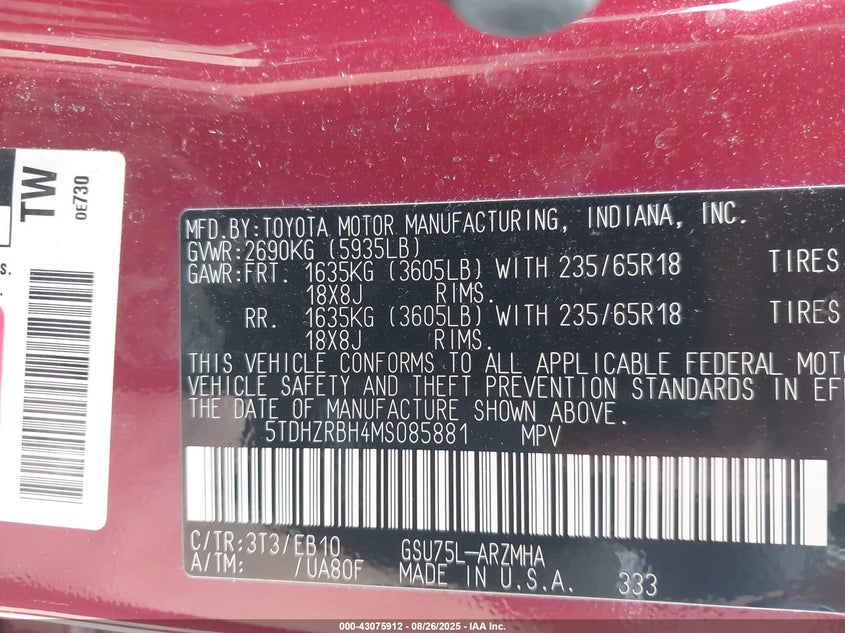 TW
0E730
S.
MFD.BY:TOYOTA MOTOR MANUFACTURING, INDIANA, INC.
GVWR:2690KG (5935LB)
GAWR:FRT. 1635KG (3605LB) WITH 235/65R18 TIRES
18X8J RIMS.
RR. 1635KG (3605LB) WITH 235/65R18 TIRES
18X8J RIMS.
THIS VEHICLE CONFORMS TO ALL APPLICABLE FEDERAL MOT
VEHICLE SAFETY AND THEFT PREVENTION STANDARDS IN EF
THE DATE OF MANUFACTURE SHOWN ABOVE.
5TDHZRBH4MS085881 MPV
C/TR:3T3/EB10 GSU75L-ARZMHA
A/TM: /UA80F MADE IN U.S.A. 333
000-43075912 - 08/26/2025 - IAA Inc.